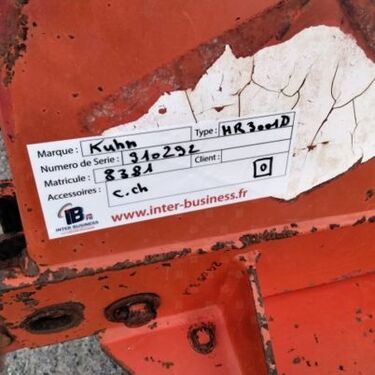 Marque : Kuhn Type : HR3001D
Numero de Serie : 910292
Matricule : 8381 Client : 0
Accessoires : c.ch
IB
INTER BUSINESS
www.inter-business.fr